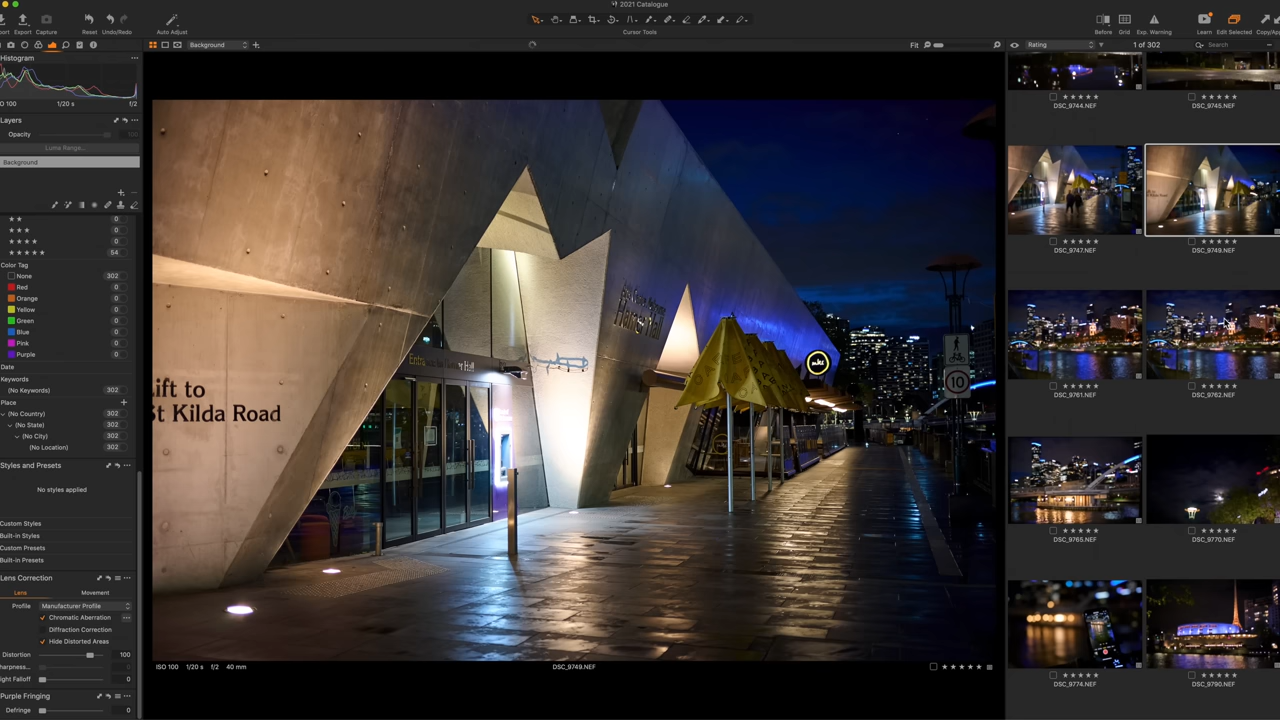 2021 Catalogue
Export
Capture
Reset
Undo/Redo
Auto Adjust
Cursor Tools
Before
Grid
Exp. Warning
Learn
Edit Selected
Background
Fit
Rating
1 of 302
Search
Histogram
ISO 100
1/20 s
f/2
Layers
Opacity
100
Luma Range...
Background
0
0
0
54
Color Tag
None 302
Red 0
Orange 0
Yellow 0
Green 0
Blue 0
Pink 0
Purple 0
Date
Keywords
(No Keywords) 302
Place
(No Country) 302
(No State) 302
(No City) 302
(No Location) 302
Styles and Presets
No styles applied
Custom Styles
Built-in Styles
Custom Presets
Built-in Presets
Lens Correction
Lens
Movement
Profile
Manufacturer Profile
Chromatic Aberration
Diffraction Correction
Hide Distorted Areas
Distortion 100
0
Light Falloff 0
Purple Fringing
Defringe 0
Lift to
St Kilda Road
Hamer Hall
10
ISO 100 1/20 s f/2 40 mm
DSC_9749.NEF
DSC_9744.NEF
DSC_9745.NEF
DSC_9747.NEF
DSC_9749.NEF
DSC_9761.NEF
DSC_9762.NEF
DSC_9765.NEF
DSC_9770.NEF
DSC_9774.NEF
DSC_9790.NEF